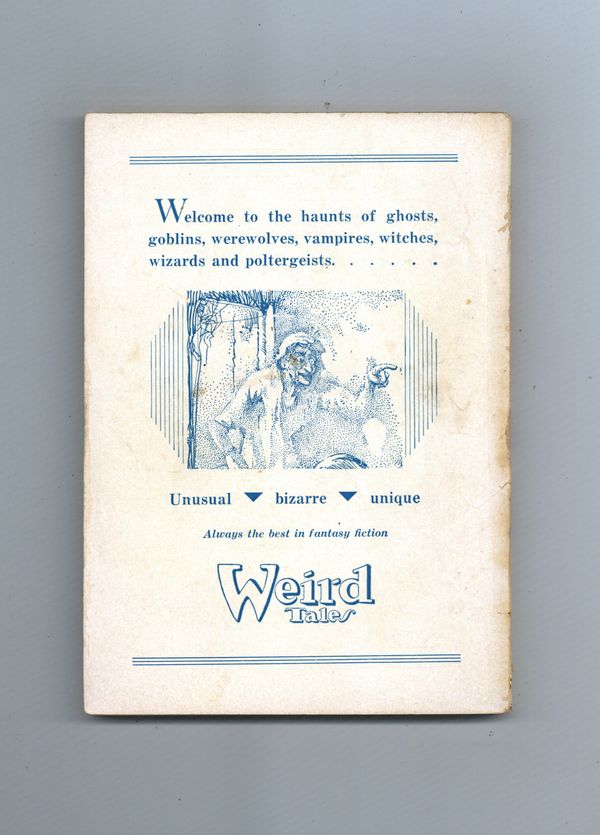 Welcome to the haunts of ghosts,
goblins, werewolves, vampires, witches,
wizards and poltergeists. . . . . .
Unusual ▼ bizarre ▼ unique
Always the best in fantasy fiction
Weird
Tales